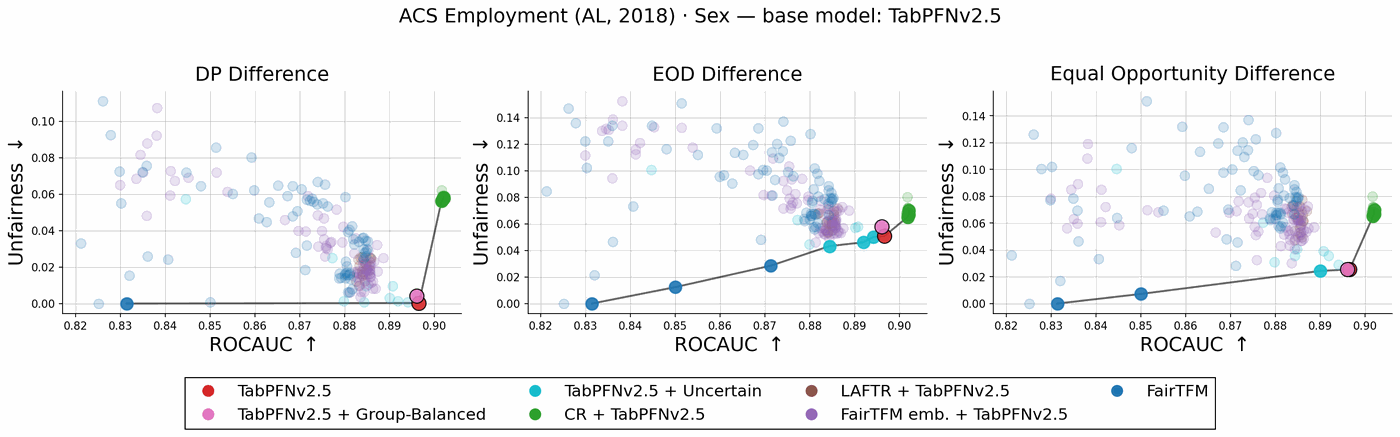 ACS Employment (AL, 2018) · Sex — base model: TabPFNv2.5
DP Difference
Unfairness ↓
0.10
0.08
0.06
0.04
0.02
0.00
0.82 0.83 0.84 0.85 0.86 0.87 0.88 0.89 0.90
ROCAUC ↑
EOD Difference
Unfairness ↓
0.14
0.12
0.10
0.08
0.06
0.04
0.02
0.00
0.82 0.83 0.84 0.85 0.86 0.87 0.88 0.89 0.90
ROCAUC ↑
Equal Opportunity Difference
Unfairness ↓
0.14
0.12
0.10
0.08
0.06
0.04
0.02
0.00
0.82 0.83 0.84 0.85 0.86 0.87 0.88 0.89 0.90
ROCAUC ↑
TabPFNv2.5
TabPFNv2.5 + Group-Balanced
TabPFNv2.5 + Uncertain
CR + TabPFNv2.5
LAFTR + TabPFNv2.5
FairTFM emb. + TabPFNv2.5
FairTFM